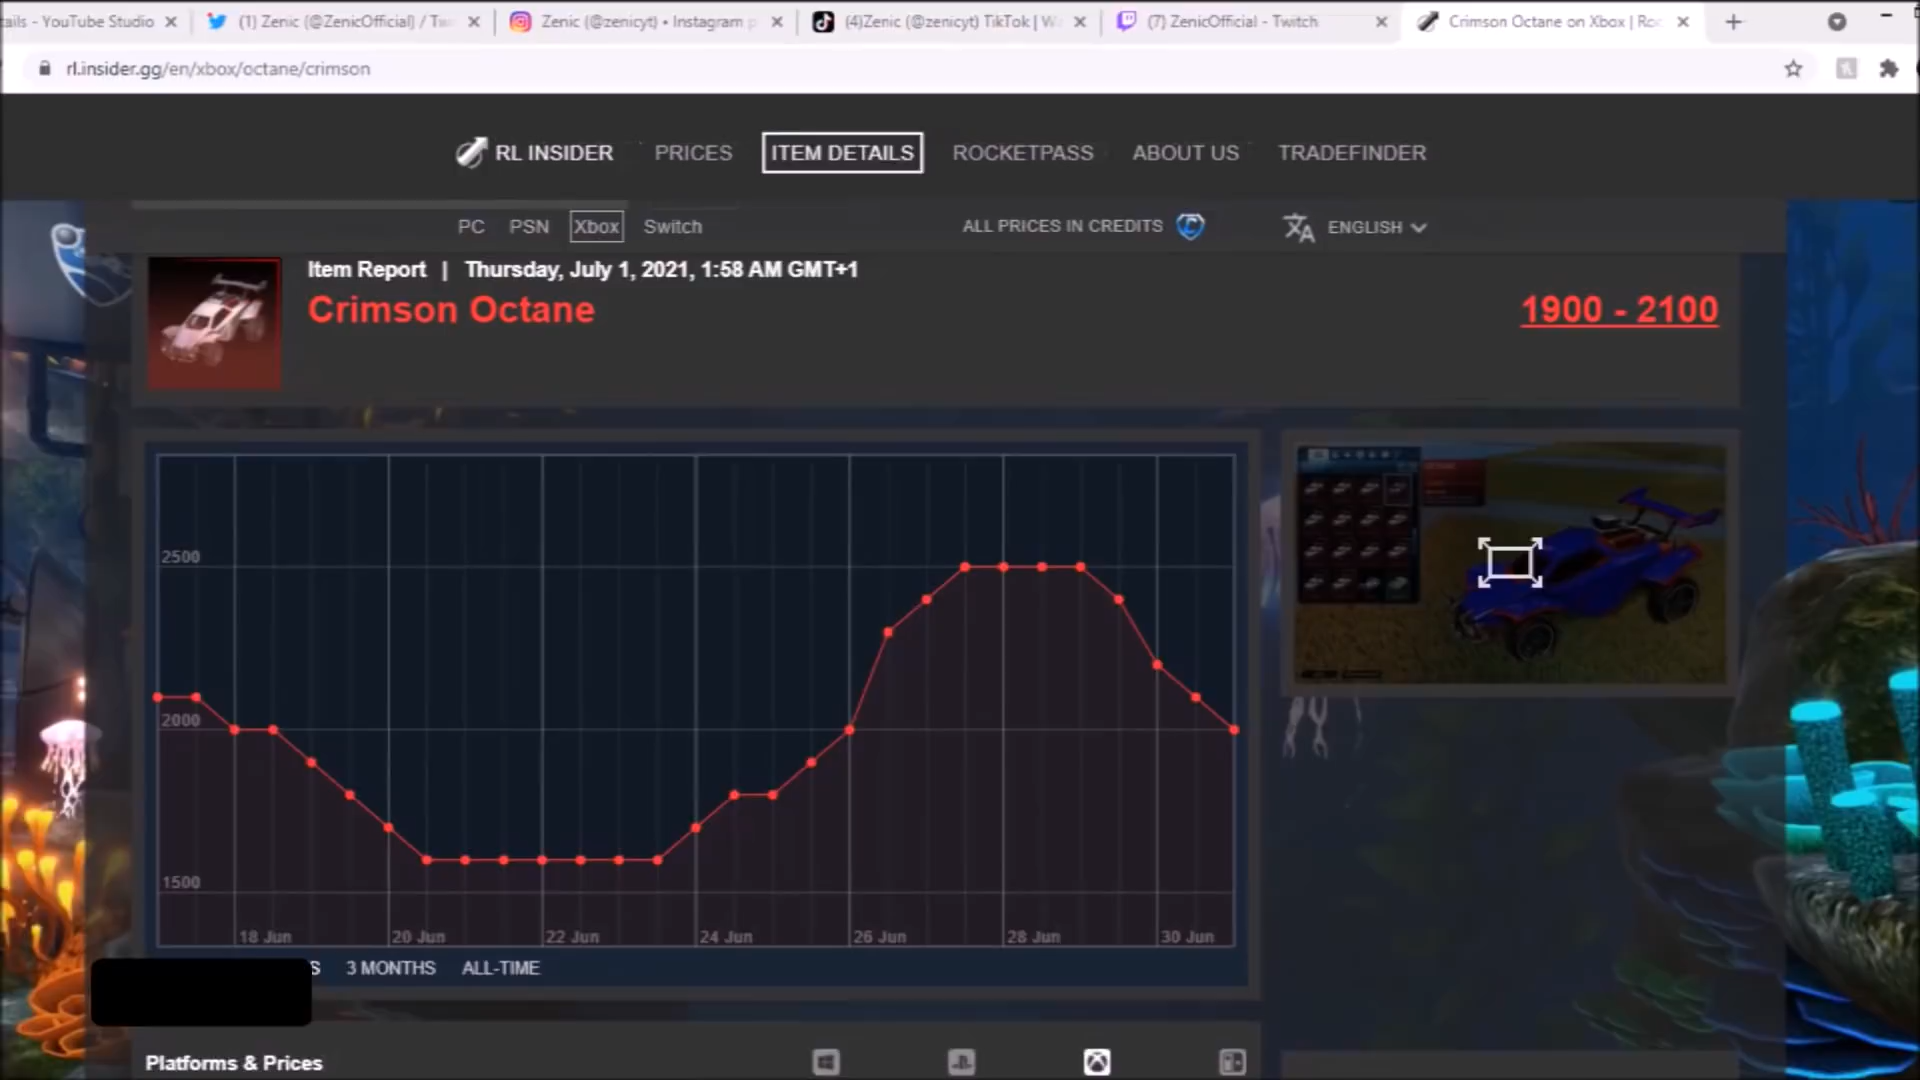 ails - YouTube Studio
(1) Zenic (@ZenicOfficial) / Tw
Zenic (@zenicyt) • Instagram p
(4)Zenic (@zenicyt) TikTok | W
(7) ZenicOfficial - Twitch
Crimson Octane on Xbox | Ro
rl.insider.gg/en/xbox/octane/crimson
RL INSIDER PRICES ITEM DETAILS ROCKETPASS ABOUT US TRADEFINDER
PC PSN Xbox Switch ALL PRICES IN CREDITS ENGLISH
Item Report | Thursday, July 1, 2021, 1:58 AM GMT+1
Crimson Octane
1900 - 2100
2500
2000
1500
18 Jun 20 Jun 22 Jun 24 Jun 26 Jun 28 Jun 30 Jun
S 3 MONTHS ALL-TIME
Platforms & Prices